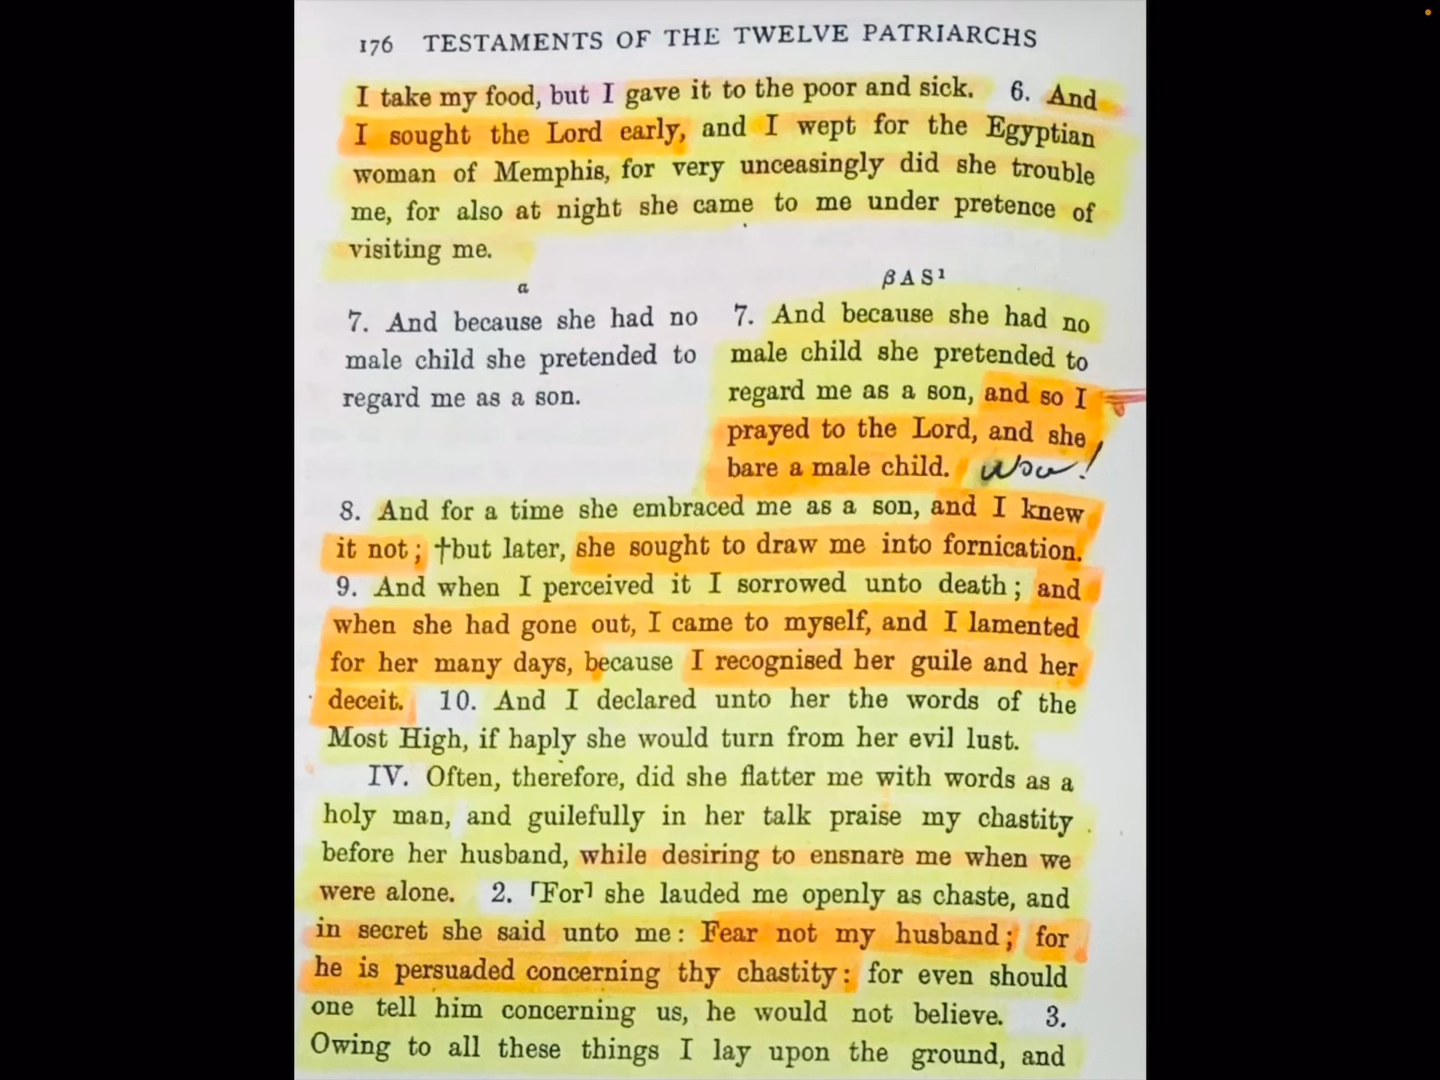 176 TESTAMENTS OF THE TWELVE PATRIARCHS
I take my food, but I gave it to the poor and sick. 6. And
I sought the Lord early, and I wept for the Egyptian
woman of Memphis, for very unceasingly did she trouble
me, for also at night she came to me under pretence of
visiting me.
α
7. And because she had no
male child she pretended to
regard me as a son.
β A S¹
7. And because she had no
male child she pretended to
regard me as a son, and so I
prayed to the Lord, and she
bare a male child. Wow!
8. And for a time she embraced me as a son, and I knew
it not; †but later, she sought to draw me into fornication.
9. And when I perceived it I sorrowed unto death; and
when she had gone out, I came to myself, and I lamented
for her many days, because I recognised her guile and her
deceit. 10. And I declared unto her the words of the
Most High, if haply she would turn from her evil lust.
IV. Often, therefore, did she flatter me with words as a
holy man, and guilefully in her talk praise my chastity
before her husband, while desiring to ensnare me when we
were alone. 2. ⌜For⌝ she lauded me openly as chaste, and
in secret she said unto me: Fear not my husband; for
he is persuaded concerning thy chastity: for even should
one tell him concerning us, he would not believe. 3.
Owing to all these things I lay upon the ground, and